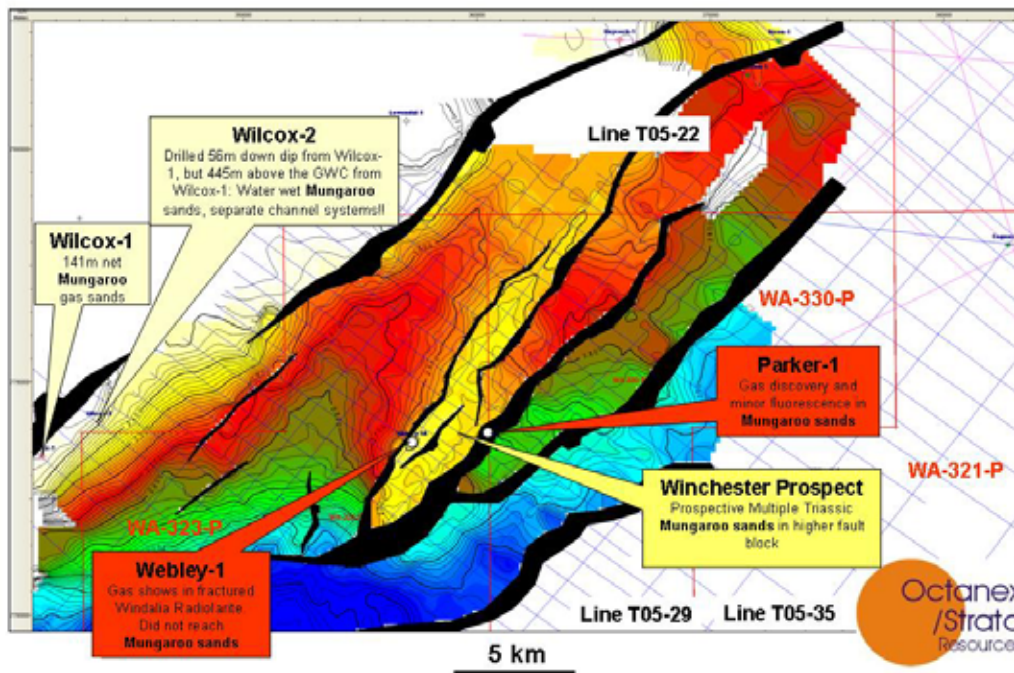 Line T05-22
Wilcox-2
Drilled 56m down dip from Wilcox-
1, but 445m above the GWC from
Wilcox-1: Water wet Mungaroo
sands, separate channel systems!!
Wilcox-1
141m net
Mungaroo
gas sands
WA-330-P
Parker-1
Gas discovery and
minor fluorescence in
Mungaroo sands
WA-321-P
Winchester Prospect
Prospective Multiple Triassic
Mungaroo sands in higher fault
block
WA-323-P
Webley-1
Gas shows in fractured
Windalia Radiolante
Did not reach
Mungaroo sands
Line T05-29
Line T05-35
Octanex
/Strata
Resources
5 km